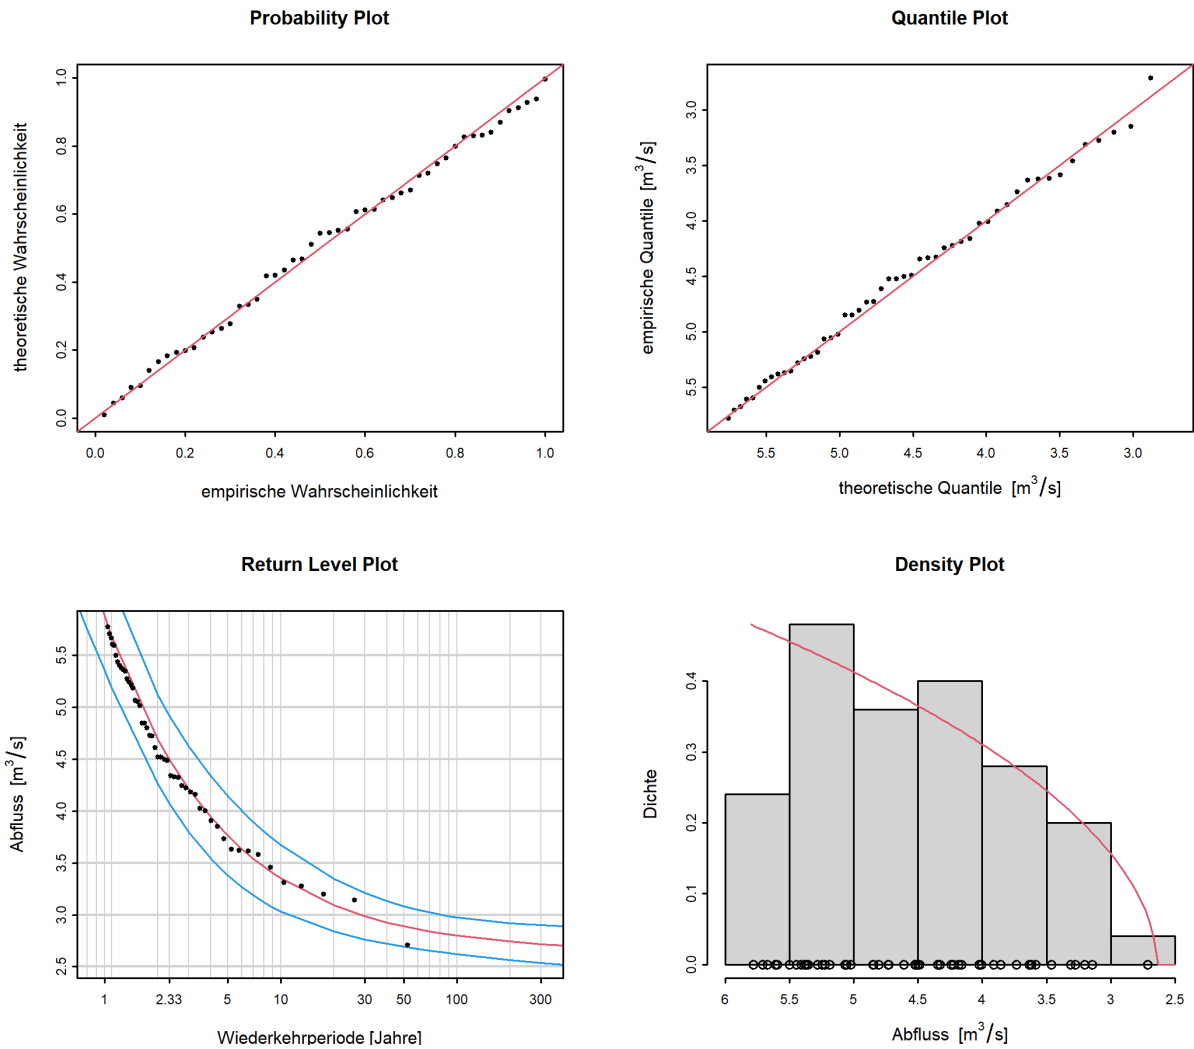 Probability Plot
theoretische Wahrscheinlichkeit
0.0 0.2 0.4 0.6 0.8 1.0
0.0 0.2 0.4 0.6 0.8 1.0
empirische Wahrscheinlichkeit
Quantile Plot
empirische Quantile [m³/s]
3.0 3.5 4.0 4.5 5.0 5.5
5.5 5.0 4.5 4.0 3.5 3.0
theoretische Quantile [m³/s]
Return Level Plot
Abfluss [m³/s]
2.5 3.0 3.5 4.0 4.5 5.0 5.5
1 2.33 5 10 30 50 100 300
Wiederkehrperiode [Jahre]
Density Plot
Dichte
0.0 0.1 0.2 0.3 0.4
6 5.5 5 4.5 4 3.5 3 2.5
Abfluss [m³/s]